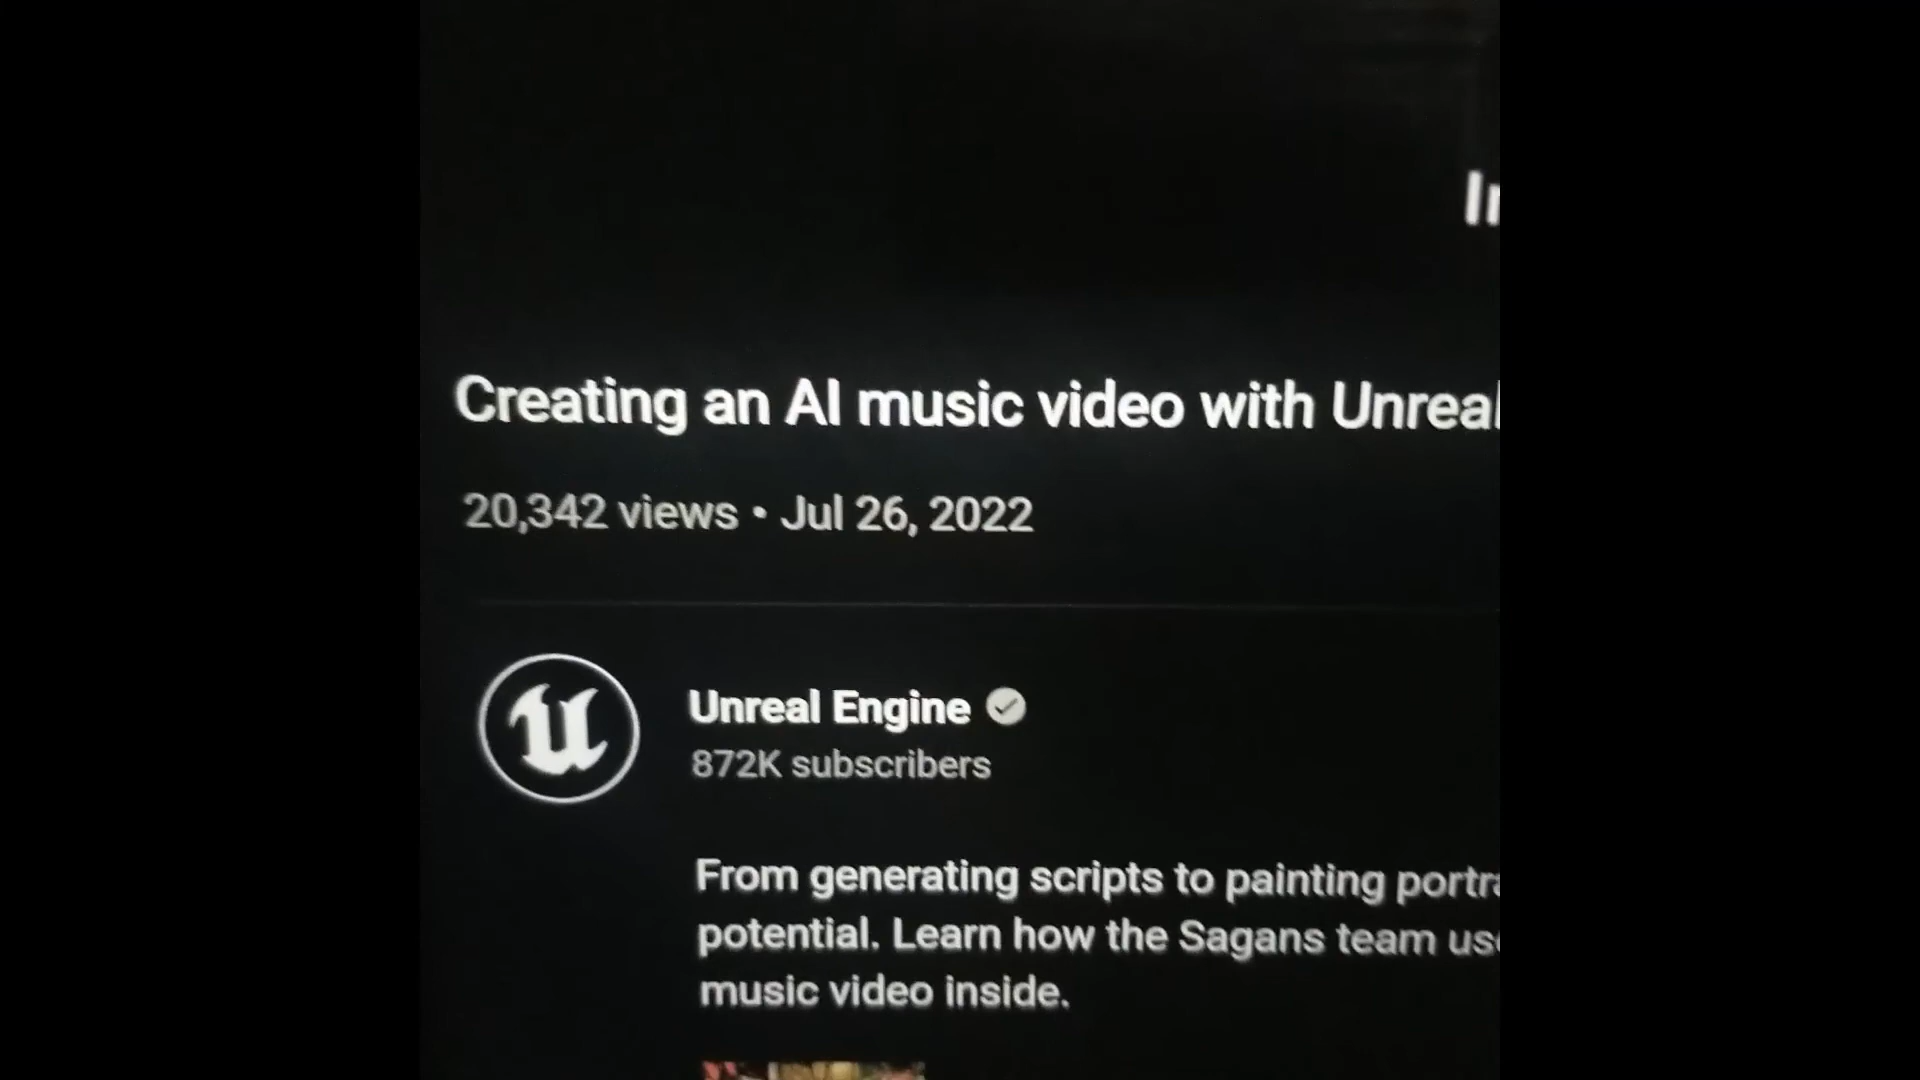 Creating an AI music video with Unreal
20,342 views • Jul 26, 2022
Unreal Engine
872K subscribers
From generating scripts to painting
potential. Learn how the Sagans team
music video inside.